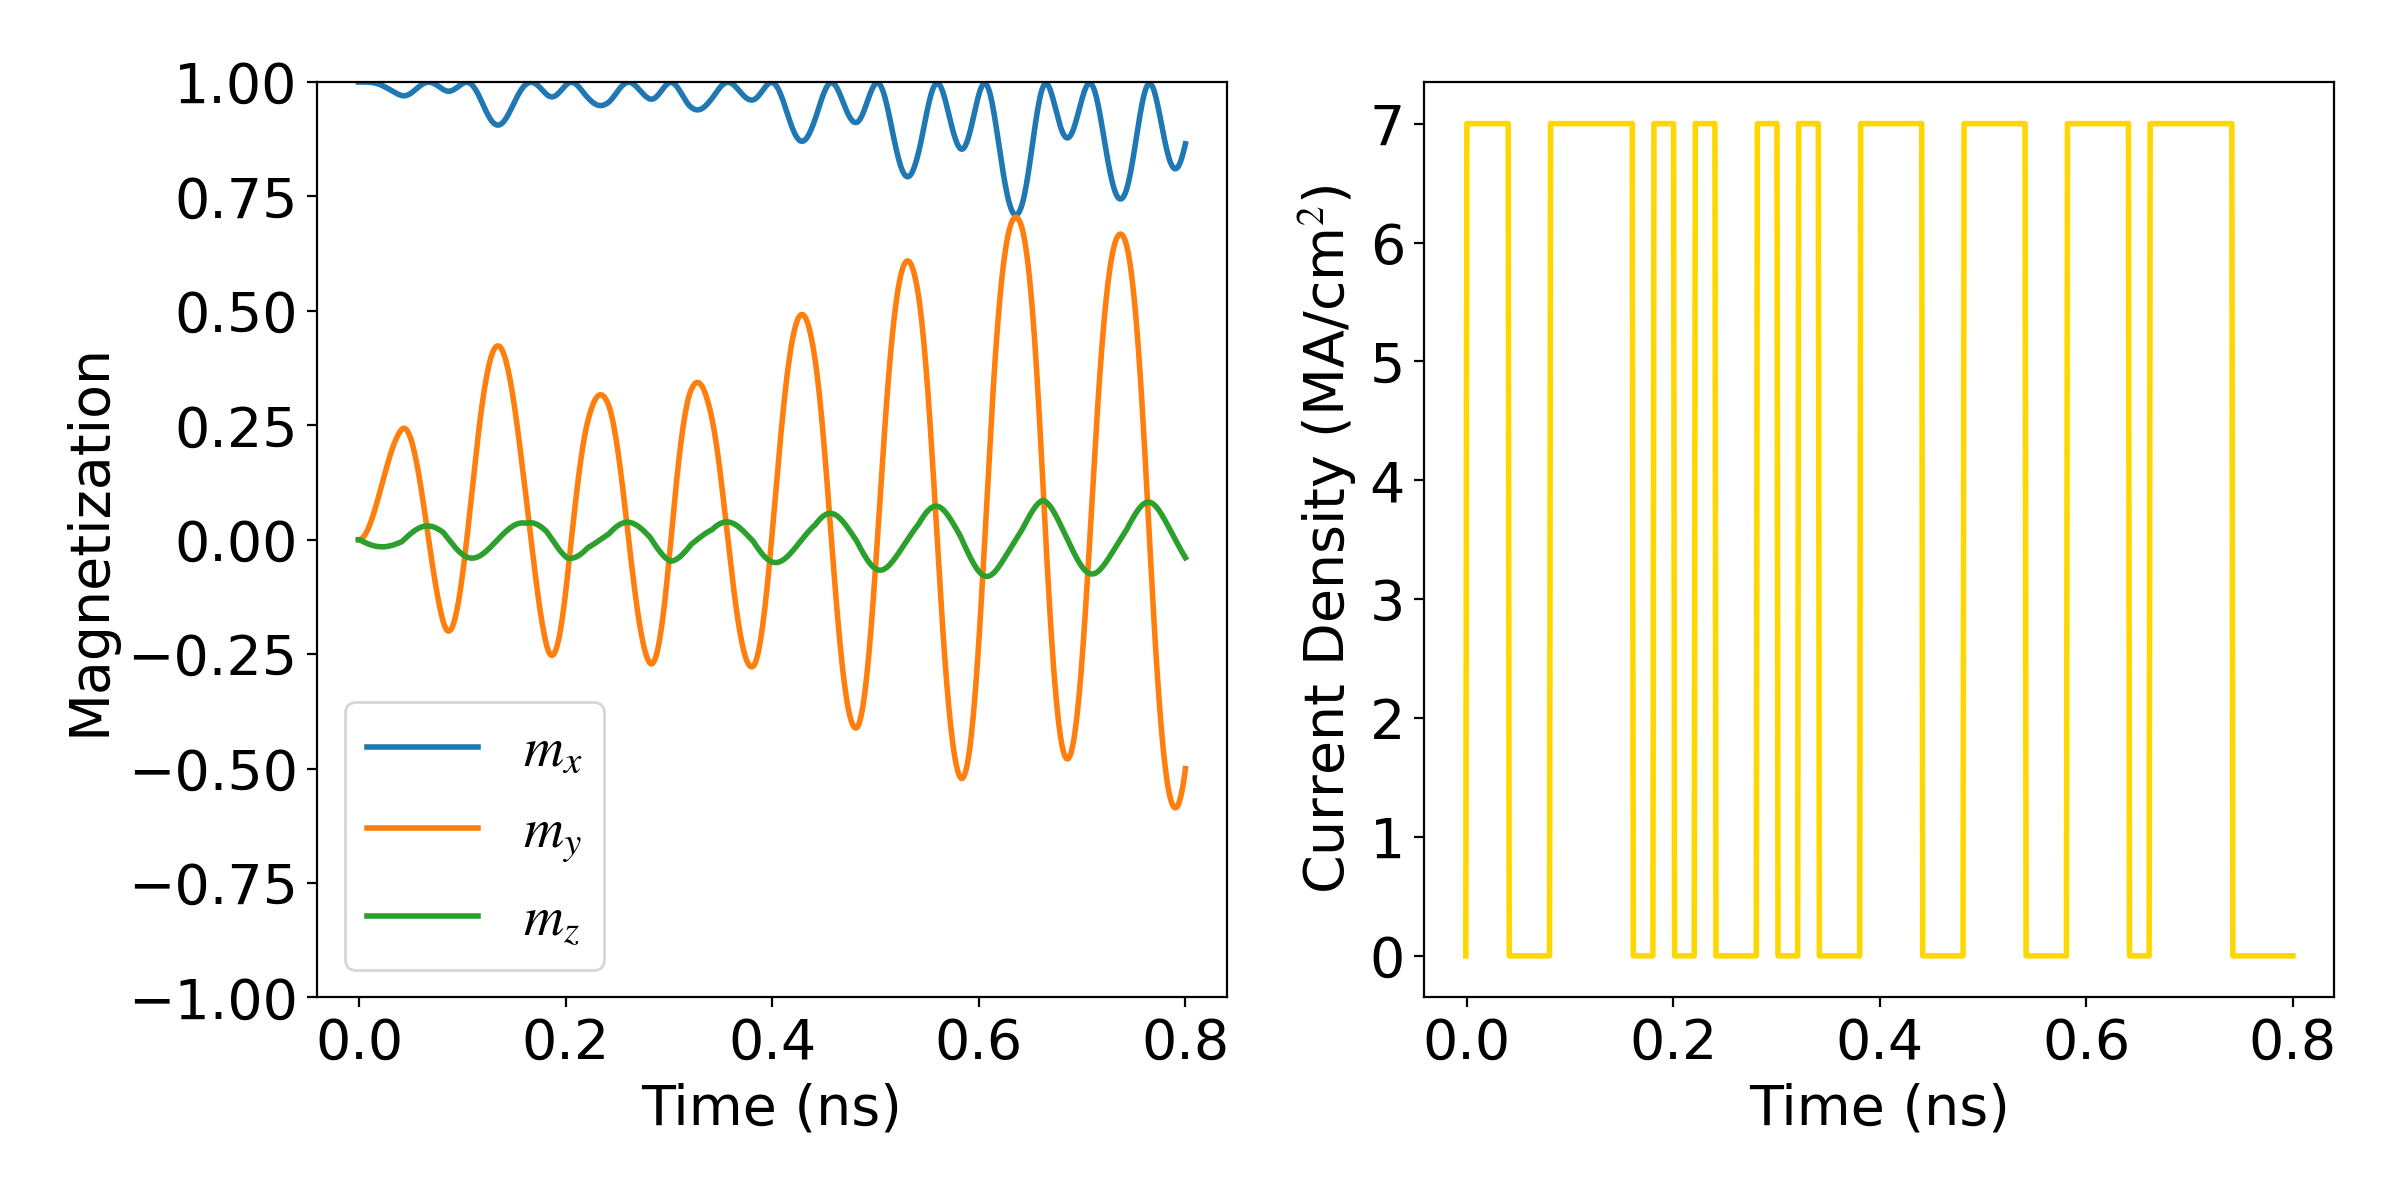 1.00
0.75
0.50
0.25
0.00
−0.25
−0.50
−0.75
−1.00
Magnetization
m_x
m_y
m_z
0.0 0.2 0.4 0.6 0.8
Time (ns)
7
6
5
4
3
2
1
0
Current Density (MA/cm²)
0.0 0.2 0.4 0.6 0.8
Time (ns)